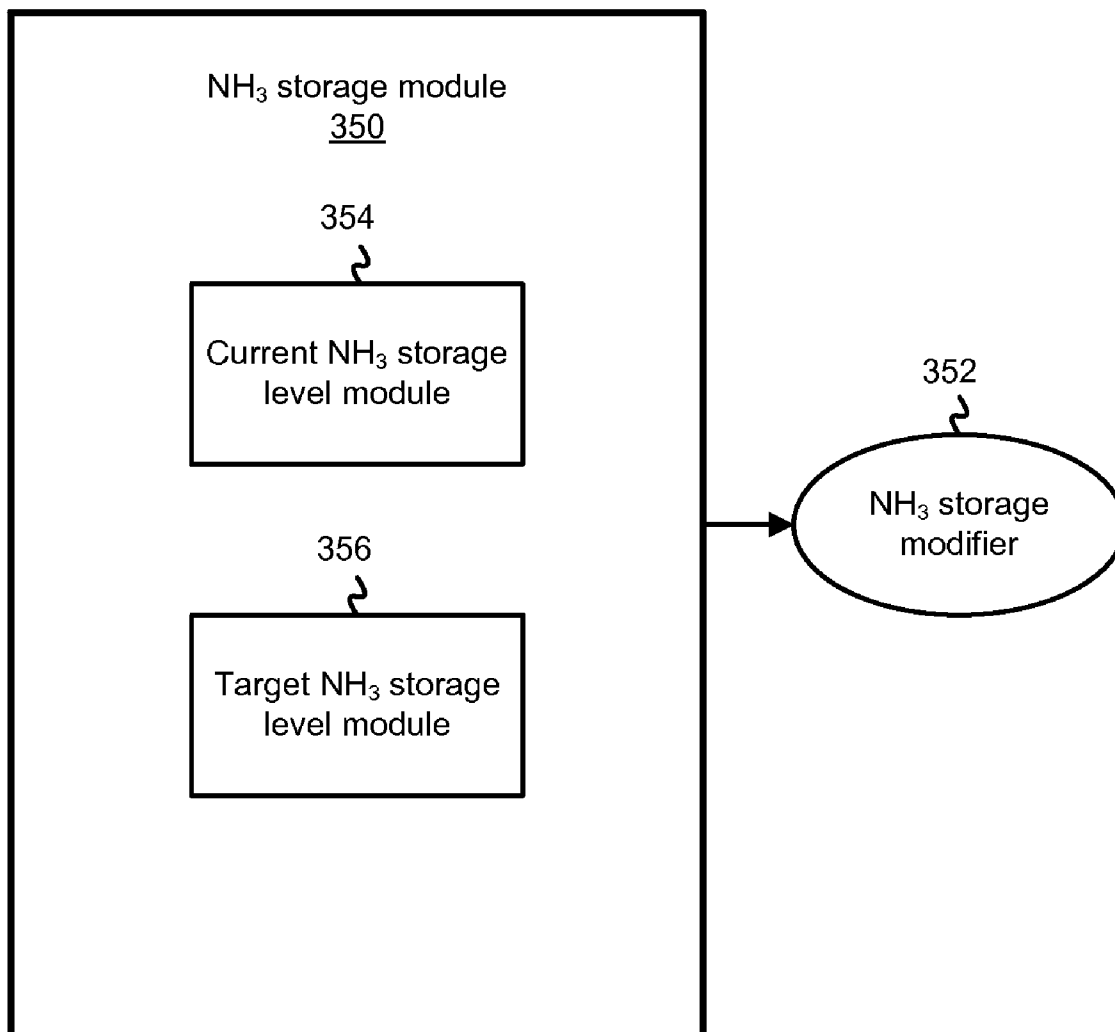 NH₃ storage module
350
354
Current NH₃ storage
level module
352
NH₃ storage
modifier
356
Target NH₃ storage
level module